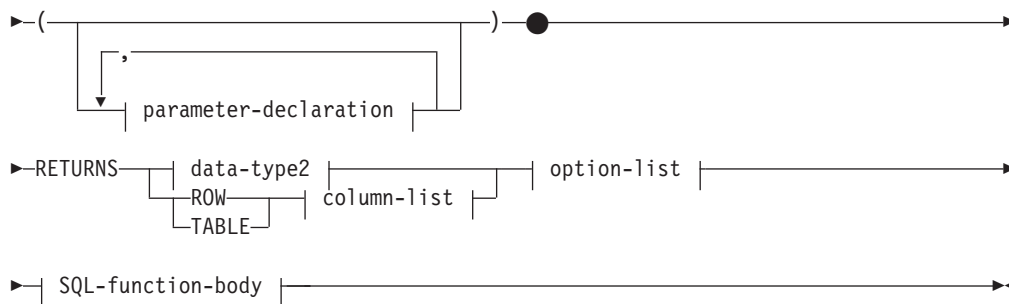 ( )
,
parameter-declaration
RETURNS data-type2 option-list
ROW column-list
TABLE
SQL-function-body